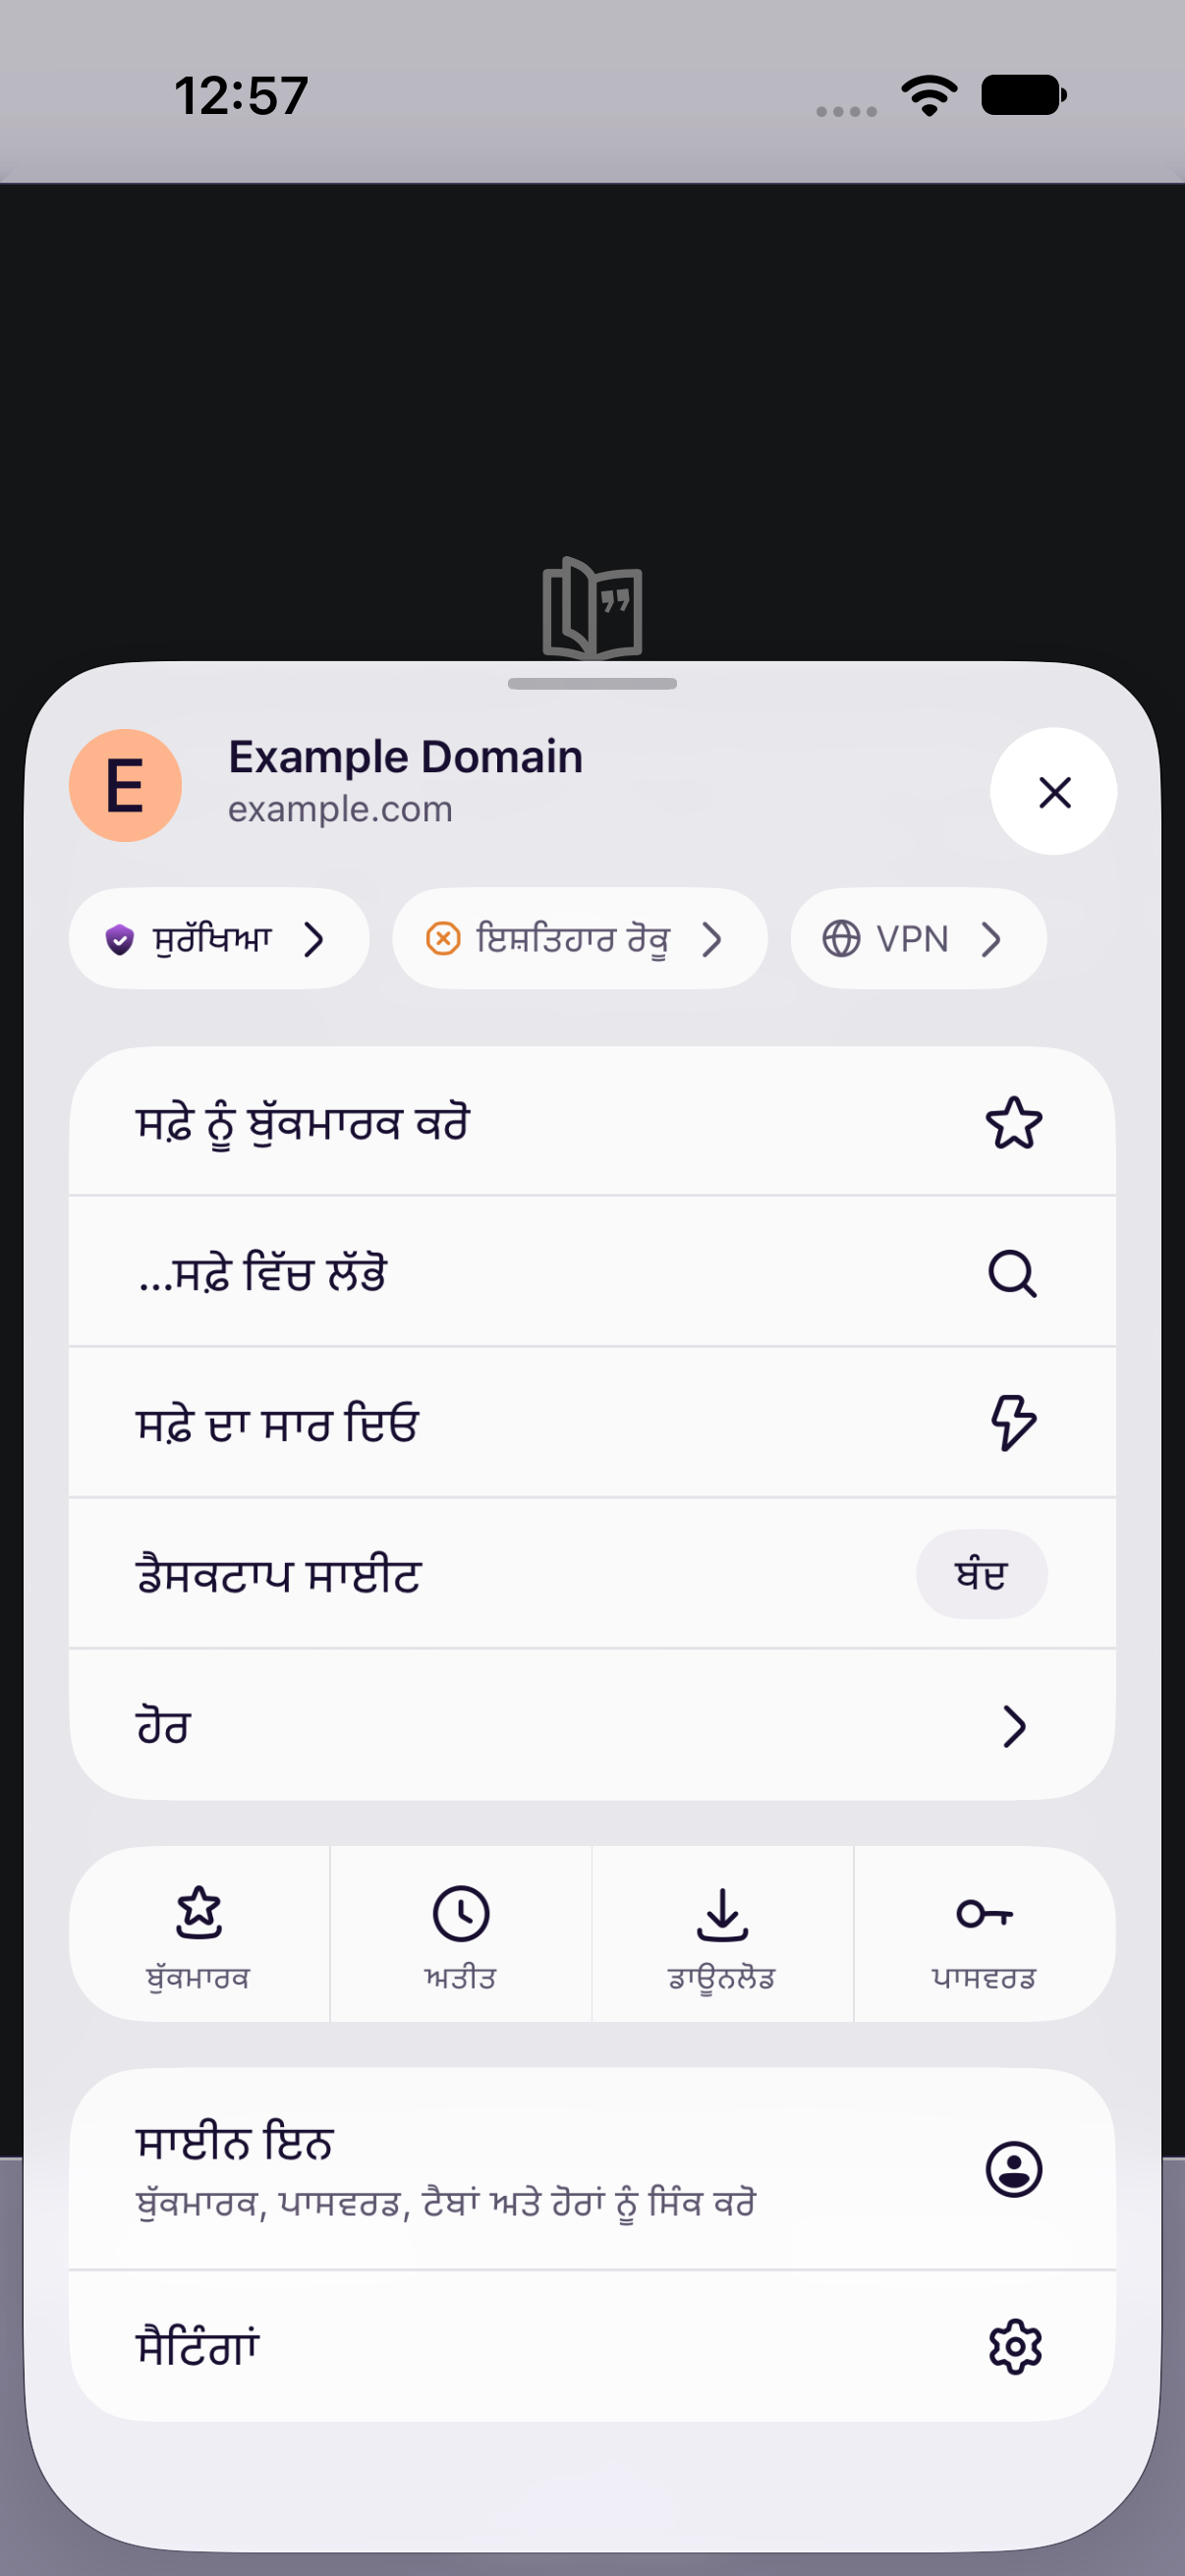 12:57
E
Example Domain
example.com
ਸੁਰੱਖਿਆ
ਇਸ਼ਤਿਹਾਰ ਰੋਕੂ
VPN
ਸਫ਼ੇ ਨੂੰ ਬੁੱਕਮਾਰਕ ਕਰੋ
...ਸਫ਼ੇ ਵਿੱਚ ਲੱਭੋ
ਸਫ਼ੇ ਦਾ ਸਾਰ ਦਿਓ
ਡੈਸਕਟਾਪ ਸਾਈਟ
ਬੰਦ
ਹੋਰ
ਬੁੱਕਮਾਰਕ
ਅਤੀਤ
ਡਾਊਨਲੋਡ
ਪਾਸਵਰਡ
ਸਾਈਨ ਇਨ
ਬੁੱਕਮਾਰਕ, ਪਾਸਵਰਡ, ਟੈਬਾਂ ਅਤੇ ਹੋਰਾਂ ਨੂੰ ਸਿੰਕ ਕਰੋ
ਸੈਟਿੰਗਾਂ